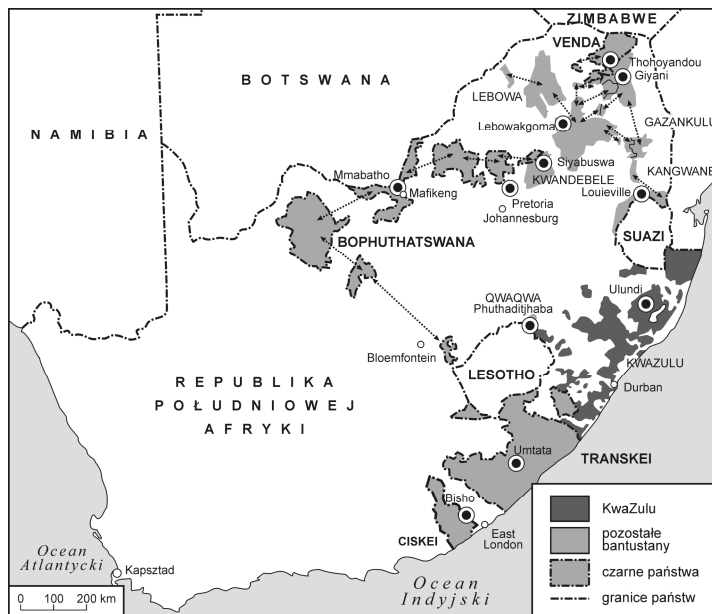 ZIMBABWE
VENDA
BOTSWANA
Thohoyandou
Giyani
LEBOWA
NAMIBIA
GAZANKULU
Lebowakgoma
Siyabuswa
Mmabatho
KWANDEBELE
KANGWANE
Mafikeng
Louieville
Pretoria
Johannesburg
BOPHUTHATSWANA
SUAZI
Ulundi
QWAQWA
Phuthaditjhaba
Bloemfontein
KWAZULU
LESOTHO
REPUBLIKA
POŁUDNIOWEJ
AFRYKI
Durban
Umtata
TRANSKEI
Bisho
East
London
CISKEI
Ocean
Atlantycki
Kapsztad
Ocean
Indyjski
0 100 200 km
KwaZulu
pozostałe
bantustany
czarne państwa
granice państw